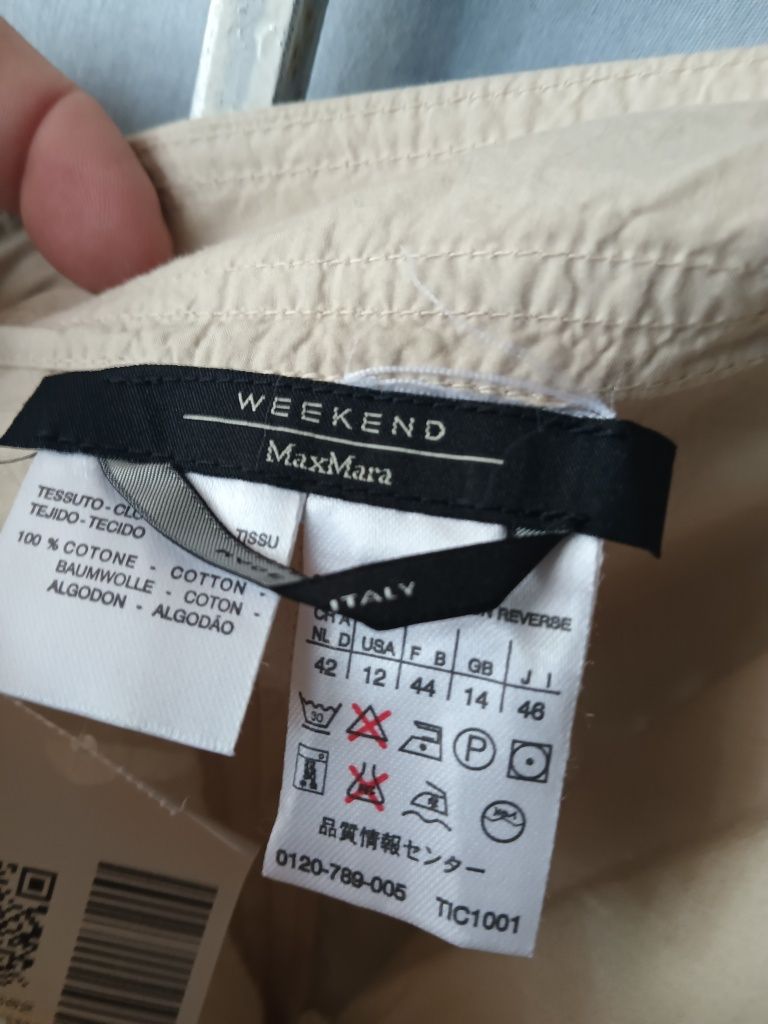 WEEKEND
MaxMara
ITALY
TESSUTO - TISSU
TEJIDO - TECIDO
100 % COTONE - COTTON -
BAUMWOLLE - COTON -
ALGODON - ALGODÃO
REVERSE
CH A
NL D USA F B GB J I
42 12 44 14 46
30 P
品質情報センター
0120-789-005 TIC1001